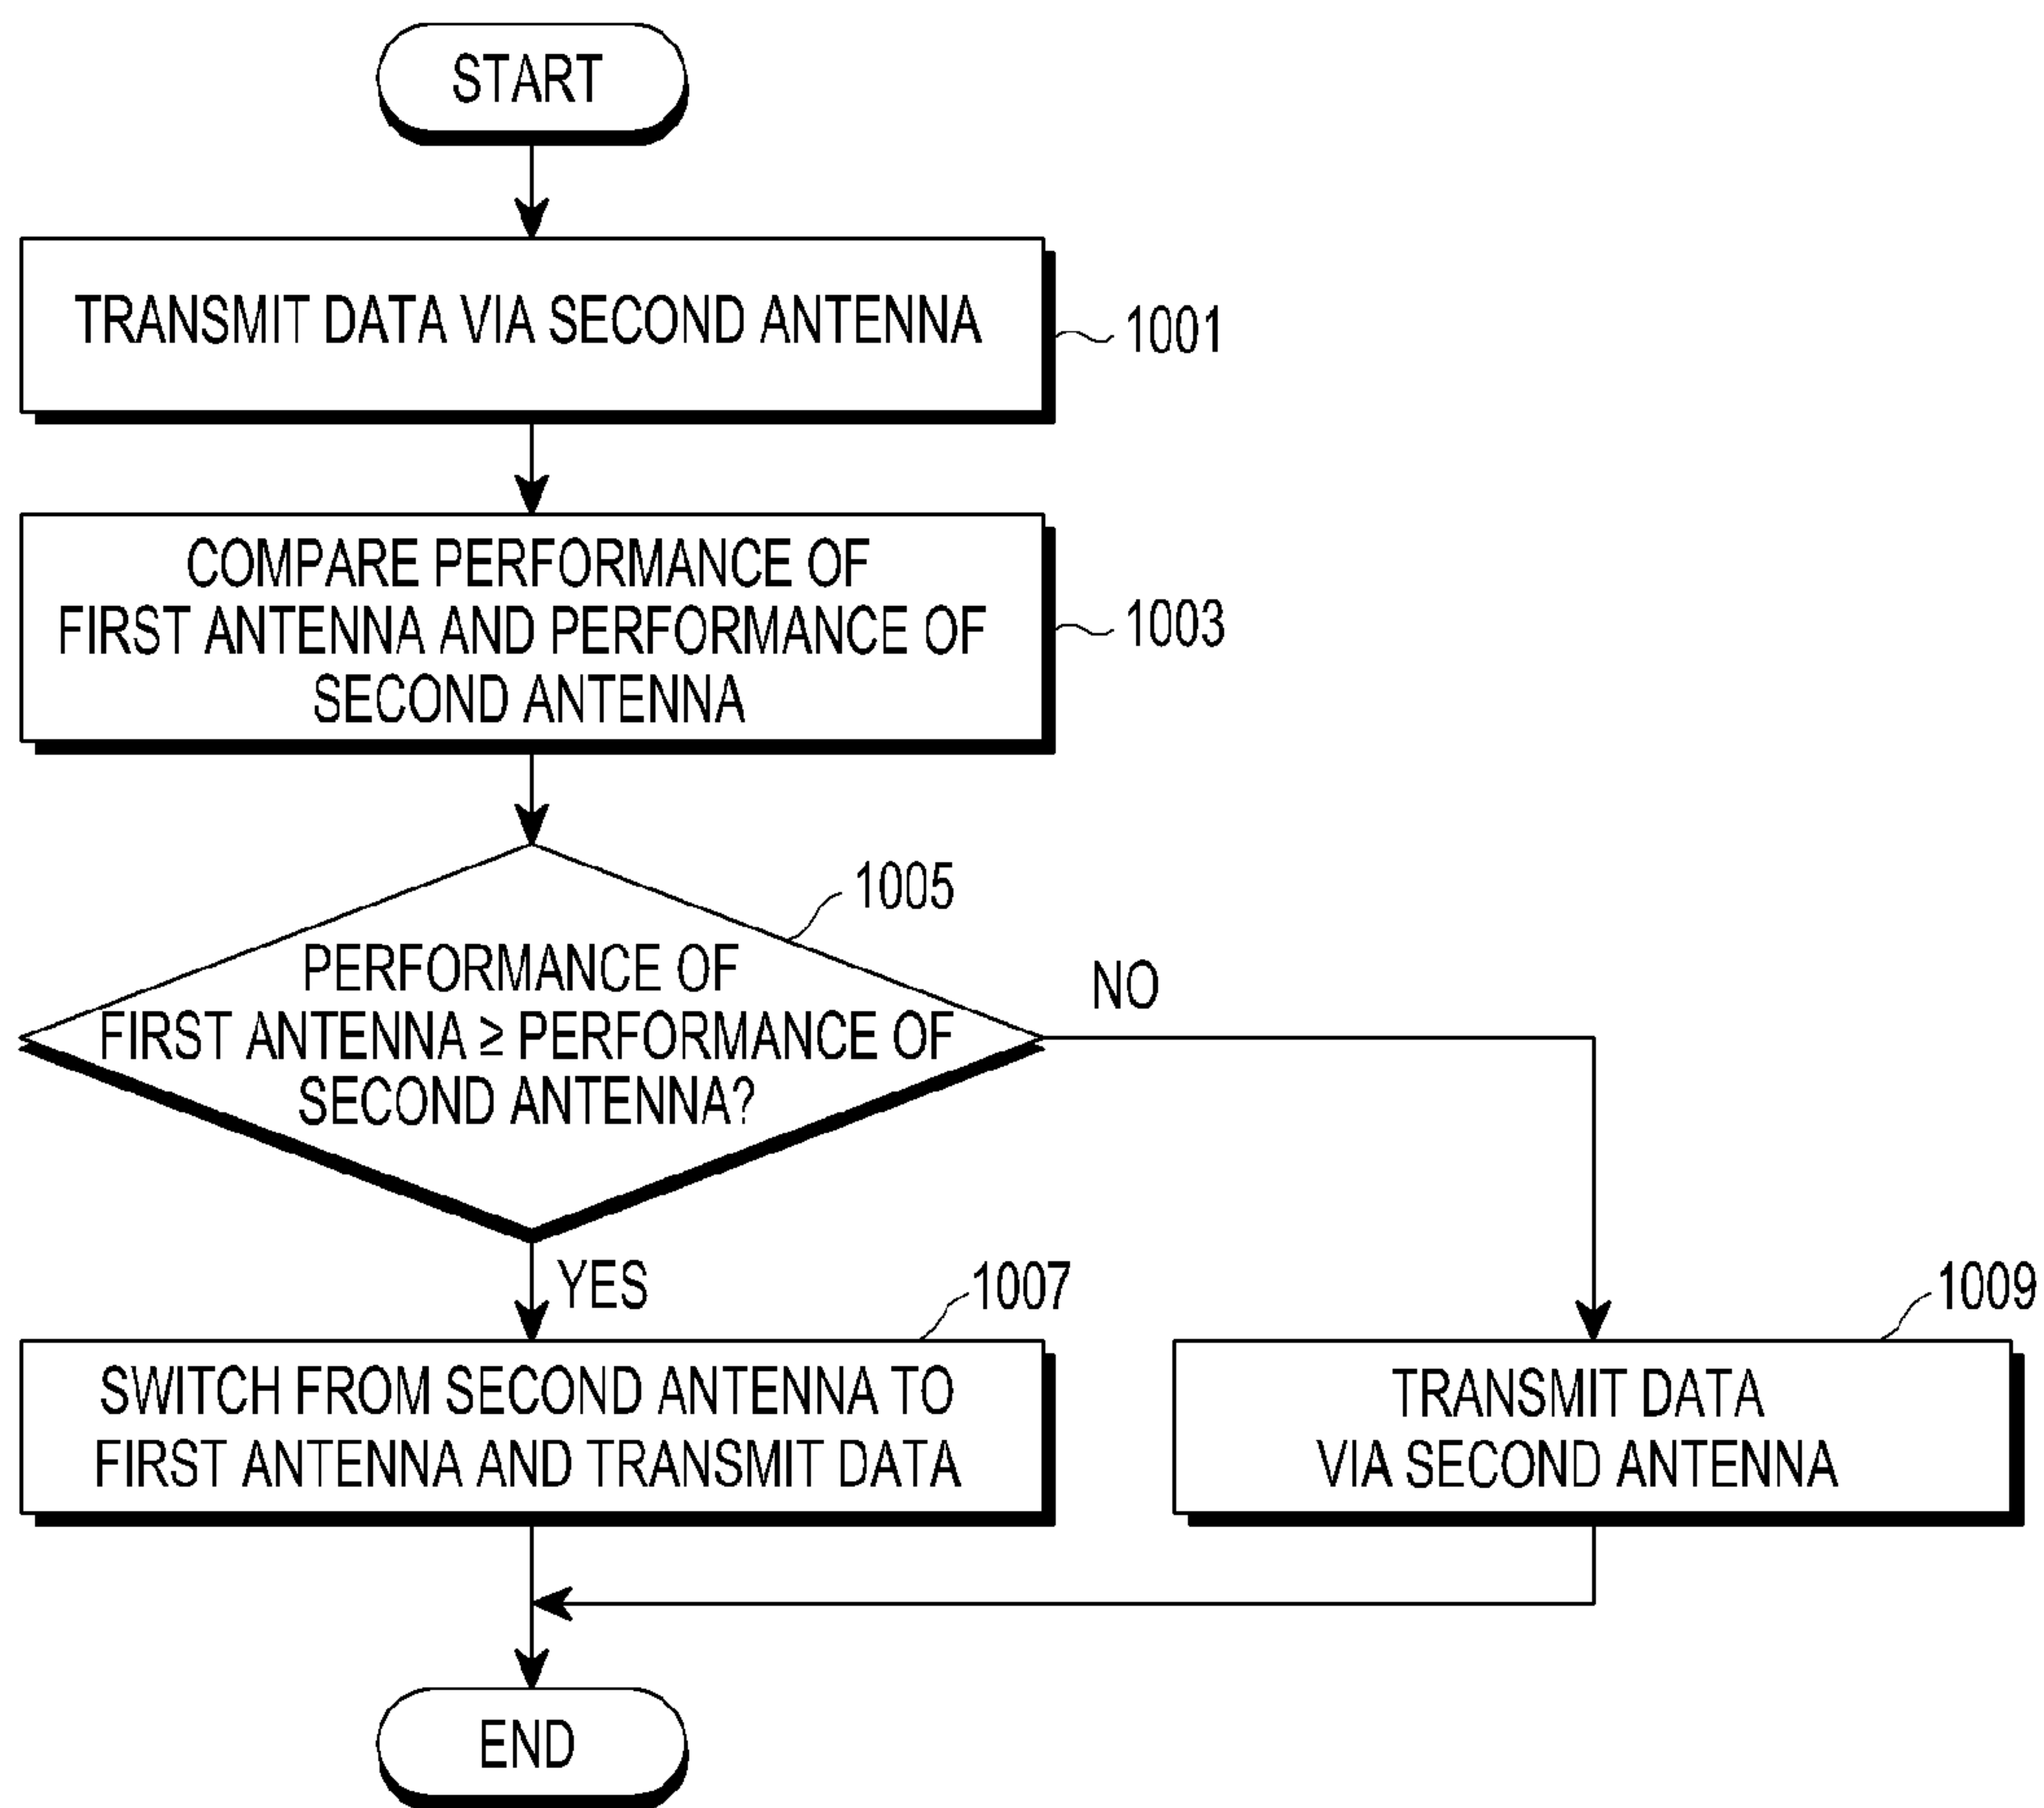 START
TRANSMIT DATA VIA SECOND ANTENNA
1001
COMPARE PERFORMANCE OF
FIRST ANTENNA AND PERFORMANCE OF
SECOND ANTENNA
1003
1005
PERFORMANCE OF
FIRST ANTENNA ≥ PERFORMANCE OF
SECOND ANTENNA?
NO
YES
1007
SWITCH FROM SECOND ANTENNA TO
FIRST ANTENNA AND TRANSMIT DATA
1009
TRANSMIT DATA
VIA SECOND ANTENNA
END